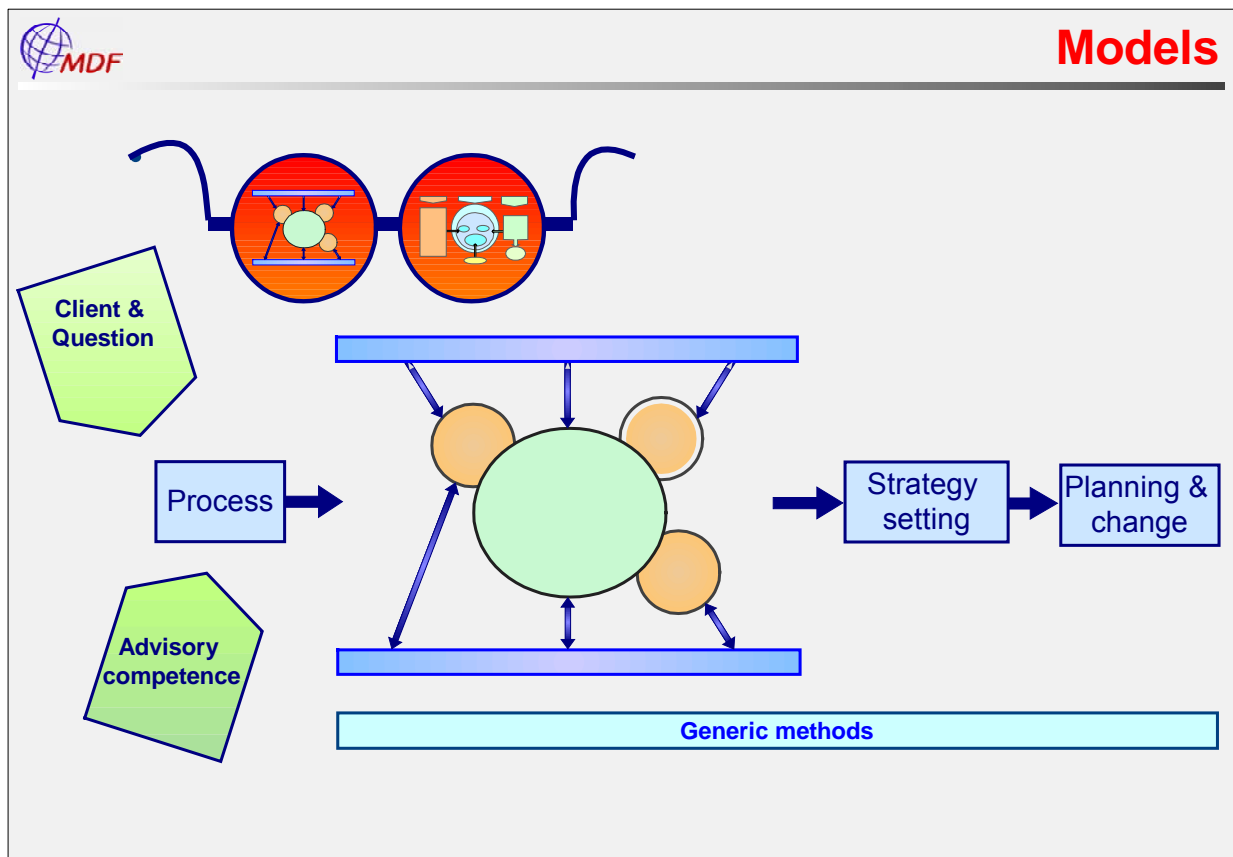 MDF
Models
Client &
Question
Process
Strategy
setting
Planning &
change
Advisory
competence
Generic methods